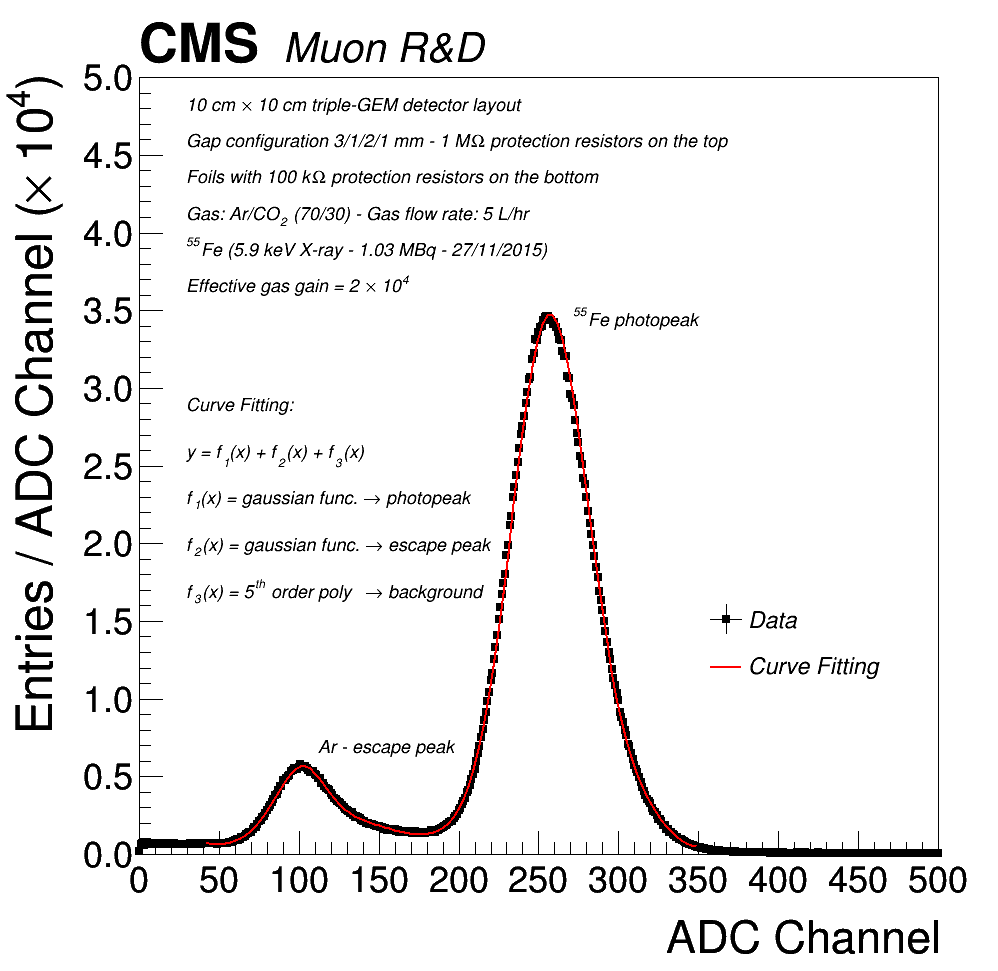 CMS Muon R&D
Entries / ADC Channel (× 10⁴)
5.0
4.5
4.0
3.5
3.0
2.5
2.0
1.5
1.0
0.5
0.0
10 cm × 10 cm triple-GEM detector layout
Gap configuration 3/1/2/1 mm - 1 MΩ protection resistors on the top
Foils with 100 kΩ protection resistors on the bottom
Gas: Ar/CO₂ (70/30) - Gas flow rate: 5 L/hr
⁵⁵Fe (5.9 keV X-ray - 1.03 MBq - 27/11/2015)
Effective gas gain = 2 × 10⁴
⁵⁵Fe photopeak
Curve Fitting:
y = f₁(x) + f₂(x) + f₃(x)
f₁(x) = gaussian func. → photopeak
f₂(x) = gaussian func. → escape peak
f₃(x) = 5ᵗʰ order poly → background
Data
Curve Fitting
Ar - escape peak
0 50 100 150 200 250 300 350 400 450 500
ADC Channel